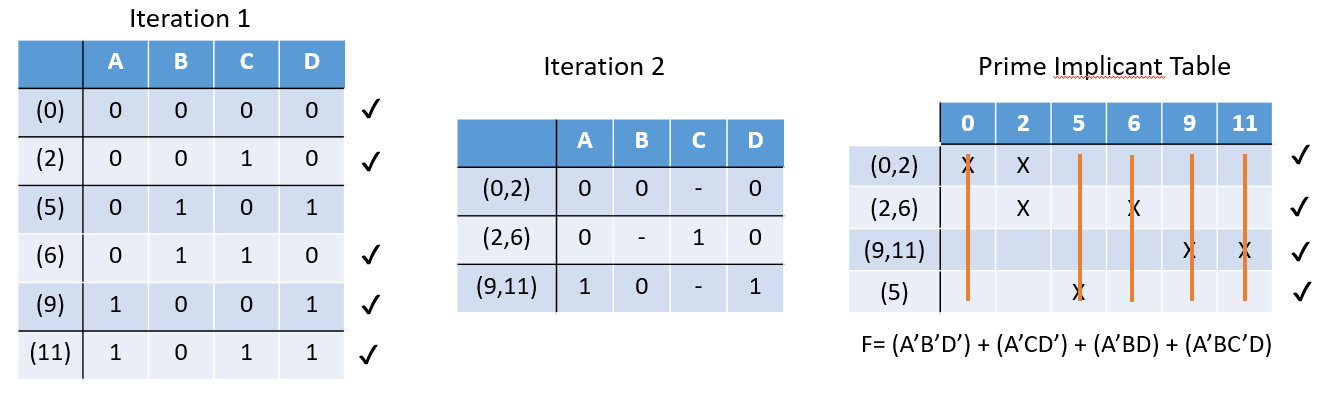 Iteration 1
A B C D
(0) 0 0 0 0 ✓
(2) 0 0 1 0 ✓
(5) 0 1 0 1
(6) 0 1 1 0 ✓
(9) 1 0 0 1 ✓
(11) 1 0 1 1 ✓
Iteration 2
A B C D
(0,2) 0 0 - 0
(2,6) 0 - 1 0
(9,11) 1 0 - 1
Prime Implicant Table
0 2 5 6 9 11
(0,2) X X ✓
(2,6) X X ✓
(9,11) X X ✓
(5) X ✓
F= (A’B’D’) + (A’CD’) + (A’BD) + (A’BC’D)